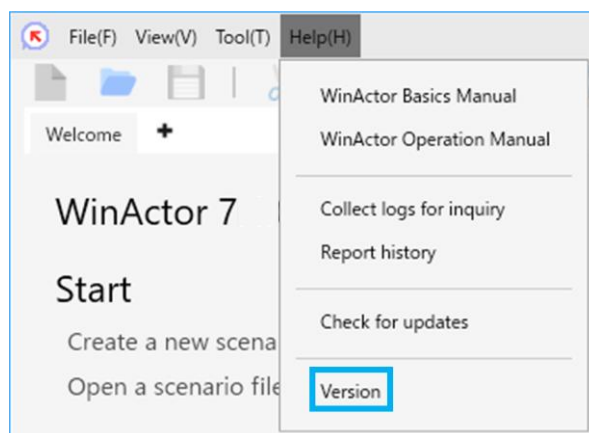 File(F) View(V) Tool(T) Help(H)
Welcome
WinActor 7
Start
Create a new scena
Open a scenario file
WinActor Basics Manual
WinActor Operation Manual
Collect logs for inquiry
Report history
Check for updates
Version